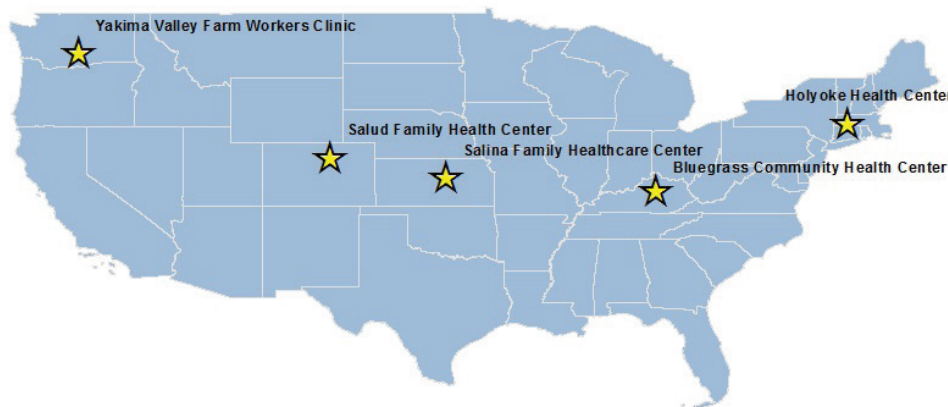 Yakima Valley Farm Workers Clinic
Holyoke Health Center
Salud Family Health Center
Salina Family Healthcare Center
Bluegrass Community Health Center